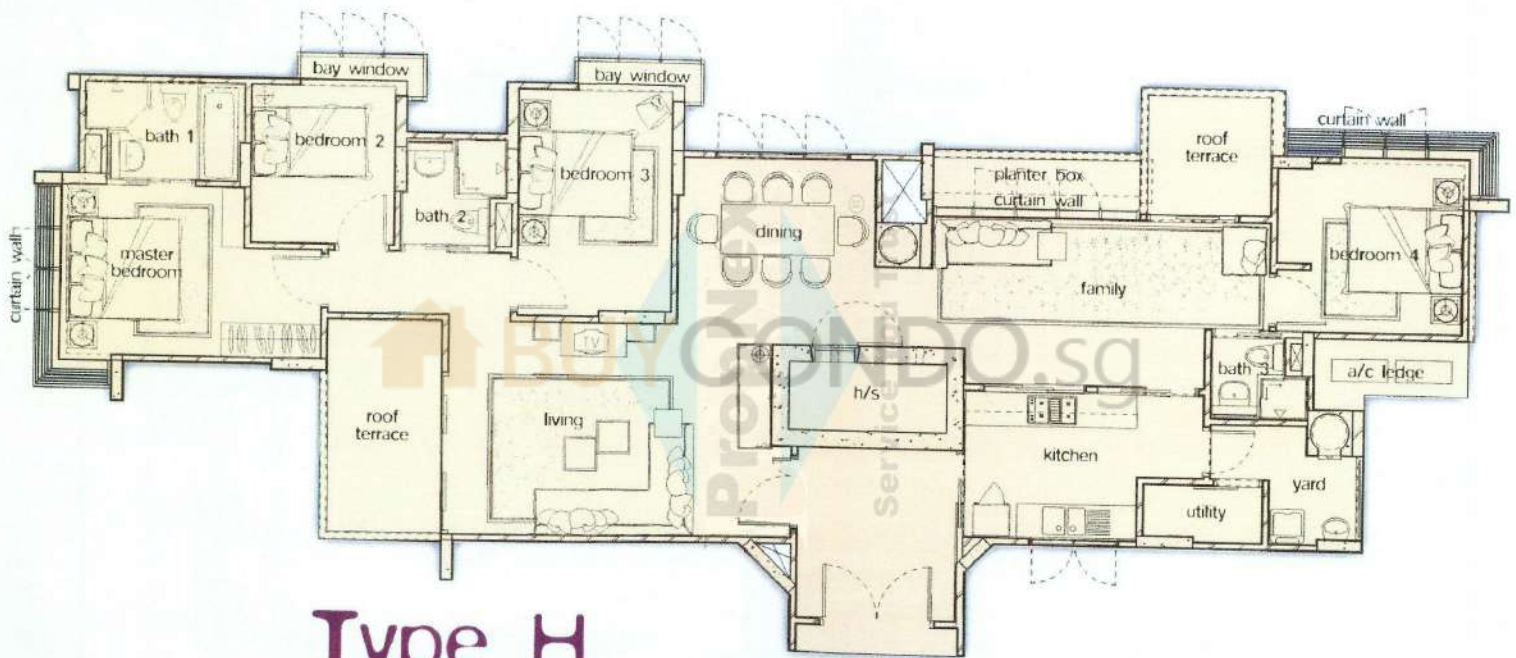 bay window
bay window
bath 1
bedroom 2
bedroom 3
bath 2
curtain wall
roof terrace
planter box
curtain wall
dining
master bedroom
curtain wall
family
bedroom 4
TV
BUYCONDO.sg
PropNex
h/s
bath 3
a/c ledge
roof terrace
living
kitchen
yard
utility
Type H